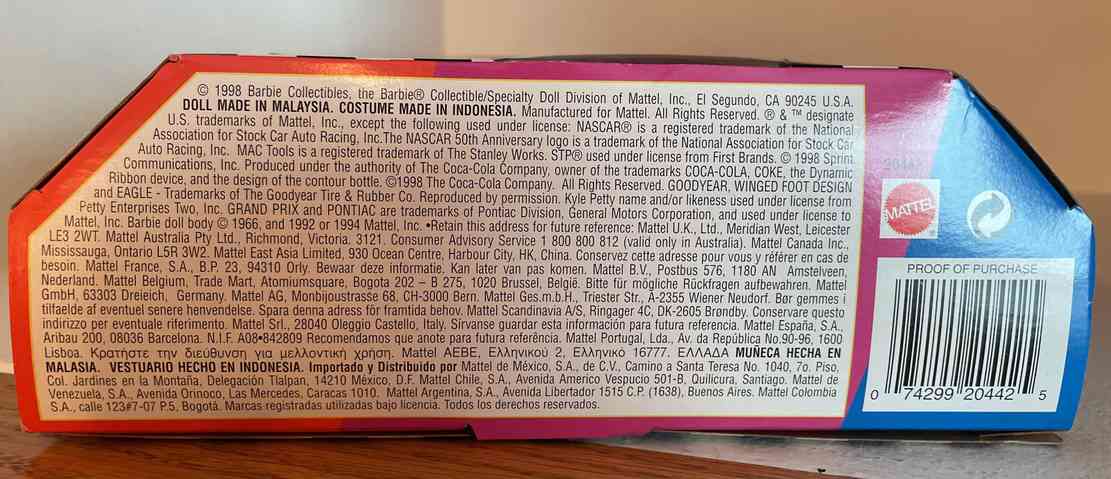 © 1998 Barbie Collectibles, the Barbie® Collectible/Specialty Doll Division of Mattel, Inc., El Segundo, CA 90245 U.S.A.
DOLL MADE IN MALAYSIA. COSTUME MADE IN INDONESIA. Manufactured for Mattel. All Rights Reserved. ® & ™ designate
U.S. trademarks of Mattel, Inc., except the following used under license: NASCAR® is a registered trademark of the National
Association for Stock Car Auto Racing, Inc.The NASCAR 50th Anniversary logo is a trademark of the National Association for Stock Car
Auto Racing, Inc. MAC Tools is a registered trademark of The Stanley Works. STP® used under license from First Brands. © 1998 Sprint
Communications, Inc. Produced under the authority of The Coca-Cola Company, owner of the trademarks COCA-COLA, COKE, the Dynamic
Ribbon device, and the design of the contour bottle. ©1998 The Coca-Cola Company. All Rights Reserved. GOODYEAR, WINGED FOOT DESIGN
and EAGLE - Trademarks of The Goodyear Tire & Rubber Co. Reproduced by permission. Kyle Petty name and/or likeness used under license from
Petty Enterprises Two, Inc. GRAND PRIX and PONTIAC are trademarks of Pontiac Division, General Motors Corporation, and used under license to
Mattel, Inc. Barbie doll body © 1966, and 1992 or 1994 Mattel, Inc. •Retain this address for future reference: Mattel U.K., Ltd., Meridian West, Leicester
LE3 2WT. Mattel Australia Pty Ltd., Richmond, Victoria. 3121. Consumer Advisory Service 1 800 800 812 (valid only in Australia). Mattel Canada Inc.,
Mississauga, Ontario L5R 3W2. Mattel East Asia Limited, 930 Ocean Centre, Harbour City, HK, China. Conservez cette adresse pour vous y référer en cas de
besoin. Mattel France, S.A., B.P. 23, 94310 Orly. Bewaar deze informatie. Kan later van pas komen. Mattel B.V., Postbus 576, 1180 AN Amstelveen,
Nederland. Mattel Belgium, Trade Mart, Atomiumsquare, Bogota 202 – B 275, 1020 Brussel, België. Bitte für mögliche Rückfragen aufbewahren. Mattel
GmbH, 63303 Dreieich, Germany. Mattel AG, Monbijoustrasse 68, CH-3000 Bern. Mattel Ges.m.b.H., Triester Str., A-2355 Wiener Neudorf. Bør gemmes i
tilfaelde af eventuel senere henvendelse. Spara denna adress för framtida behov. Mattel Scandinavia A/S, Ringager 4C, DK-2605 Brøndby. Conservare questo
indirizzo per eventuale riferimento. Mattel Srl., 28040 Oleggio Castello, Italy. Sírvanse guardar esta información para futura referencia. Mattel España, S.A.,
Aribau 200, 08036 Barcelona. N.I.F. A08•842809 Recomendamos que anote para futura referência. Mattel Portugal, Lda., Av. da República No.90-96, 1600
Lisboa. Κρατήστε την διεύθυνση για μελλοντική χρήση. Mattel AEBE, Ελληνικού 2, Ελληνικό 16777. ΕΛΛΑΔΑ MUÑECA HECHA EN
MALASIA. VESTUARIO HECHO EN INDONESIA. Importado y Distribuido por Mattel de México, S.A., de C.V., Camino a Santa Teresa No. 1040, 7o. Piso,
Col. Jardines en la Montaña, Delegación Tlalpan, 14210 México, D.F. Mattel Chile, S.A., Avenida Americo Vespucio 501-B, Quilicura, Santiago. Mattel de
Venezuela, S.A., Avenida Orinoco, Las Mercedes, Caracas 1010. Mattel Argentina, S.A., Avenida Libertador 1515 C.P. (1638), Buenos Aires. Mattel Colombia
S.A., calle 123#7-07 P.5, Bogotá. Marcas registradas utilizadas bajo licencia. Todos los derechos reservados.
20442
MATTEL
PROOF OF PURCHASE
0 74299 20442 5